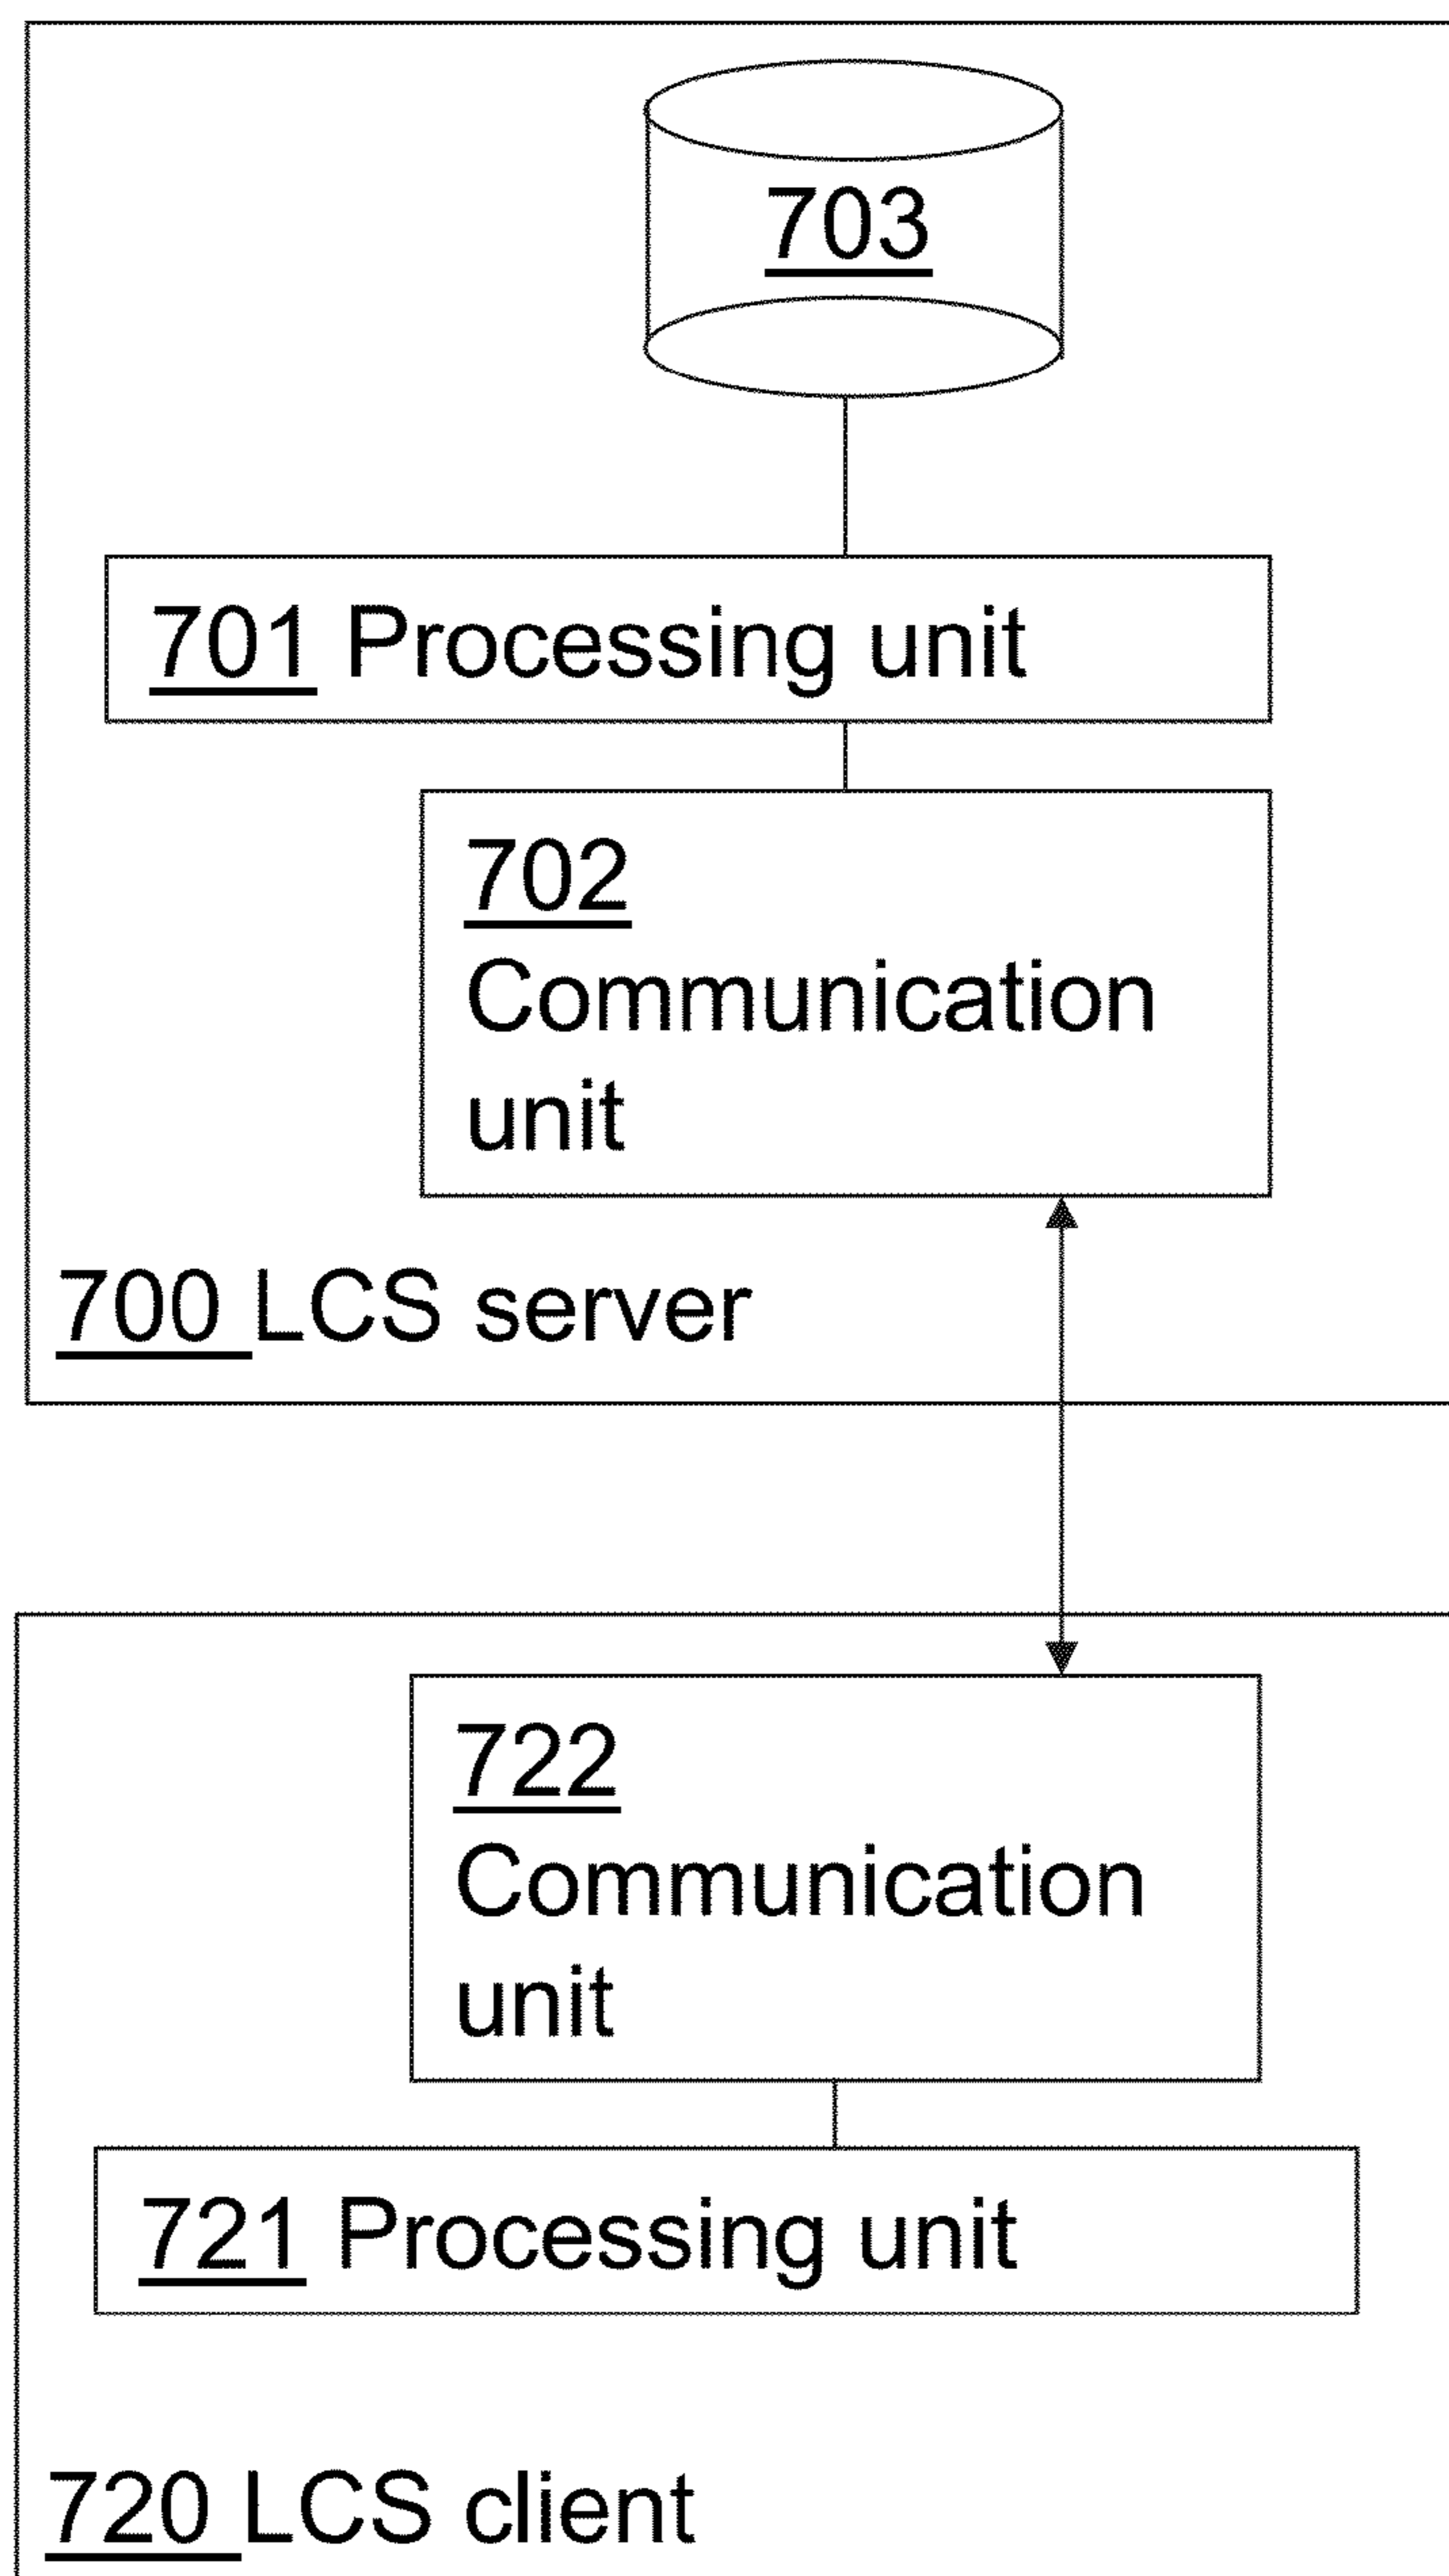 703
701 Processing unit
702
Communication
unit
700 LCS server
722
Communication
unit
721 Processing unit
720 LCS client